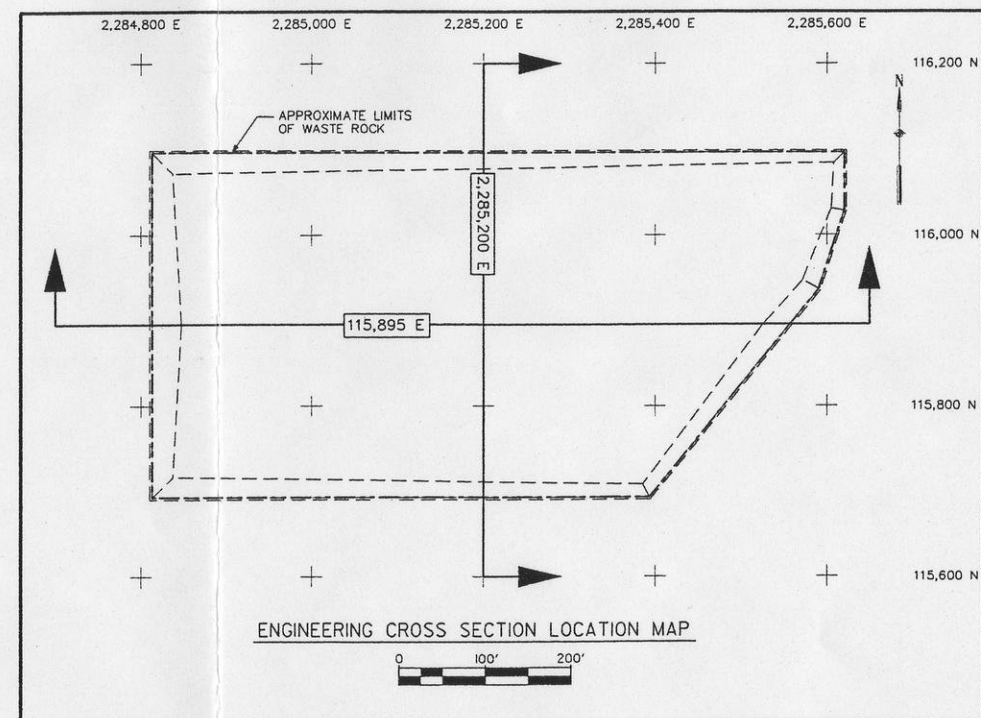 2,284,800 E 2,285,000 E 2,285,200 E 2,285,400 E 2,285,600 E
116,200 N
N
APPROXIMATE LIMITS
OF WASTE ROCK
2,285,200 E
116,000 N
115,895 E
115,800 N
115,600 N
ENGINEERING CROSS SECTION LOCATION MAP
0 100' 200'